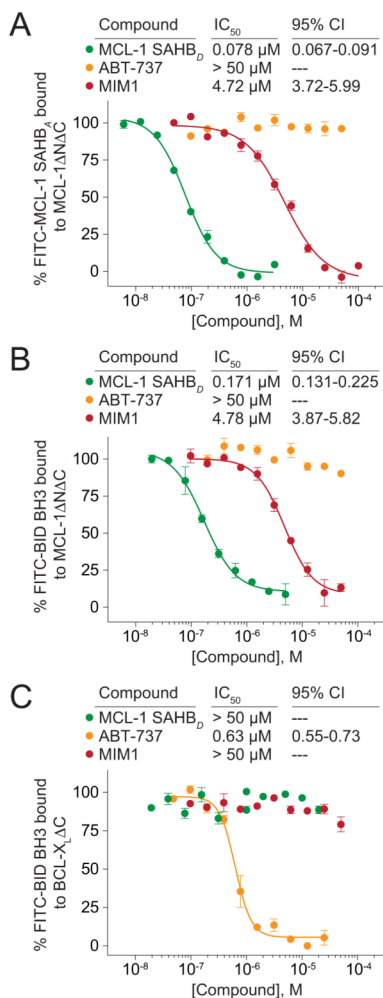 A
Compound IC50 95% CI
MCL-1 SAHBD 0.078 µM 0.067-0.091
ABT-737 > 50 µM ---
MIM1 4.72 µM 3.72-5.99
% FITC-MCL-1 SAHBA bound
to MCL-1ΔNΔC
100
75
50
25
0
10-8 10-7 10-6 10-5 10-4
[Compound], M
B
Compound IC50 95% CI
MCL-1 SAHBD 0.171 µM 0.131-0.225
ABT-737 > 50 µM ---
MIM1 4.78 µM 3.87-5.82
% FITC-BID BH3 bound
to MCL-1ΔNΔC
100
75
50
25
0
10-8 10-7 10-6 10-5 10-4
[Compound], M
C
Compound IC50 95% CI
MCL-1 SAHBD > 50 µM ---
ABT-737 0.63 µM 0.55-0.73
MIM1 > 50 µM ---
% FITC-BID BH3 bound
to BCL-XLΔC
100
75
50
25
0
10-8 10-7 10-6 10-5 10-4
[Compound], M